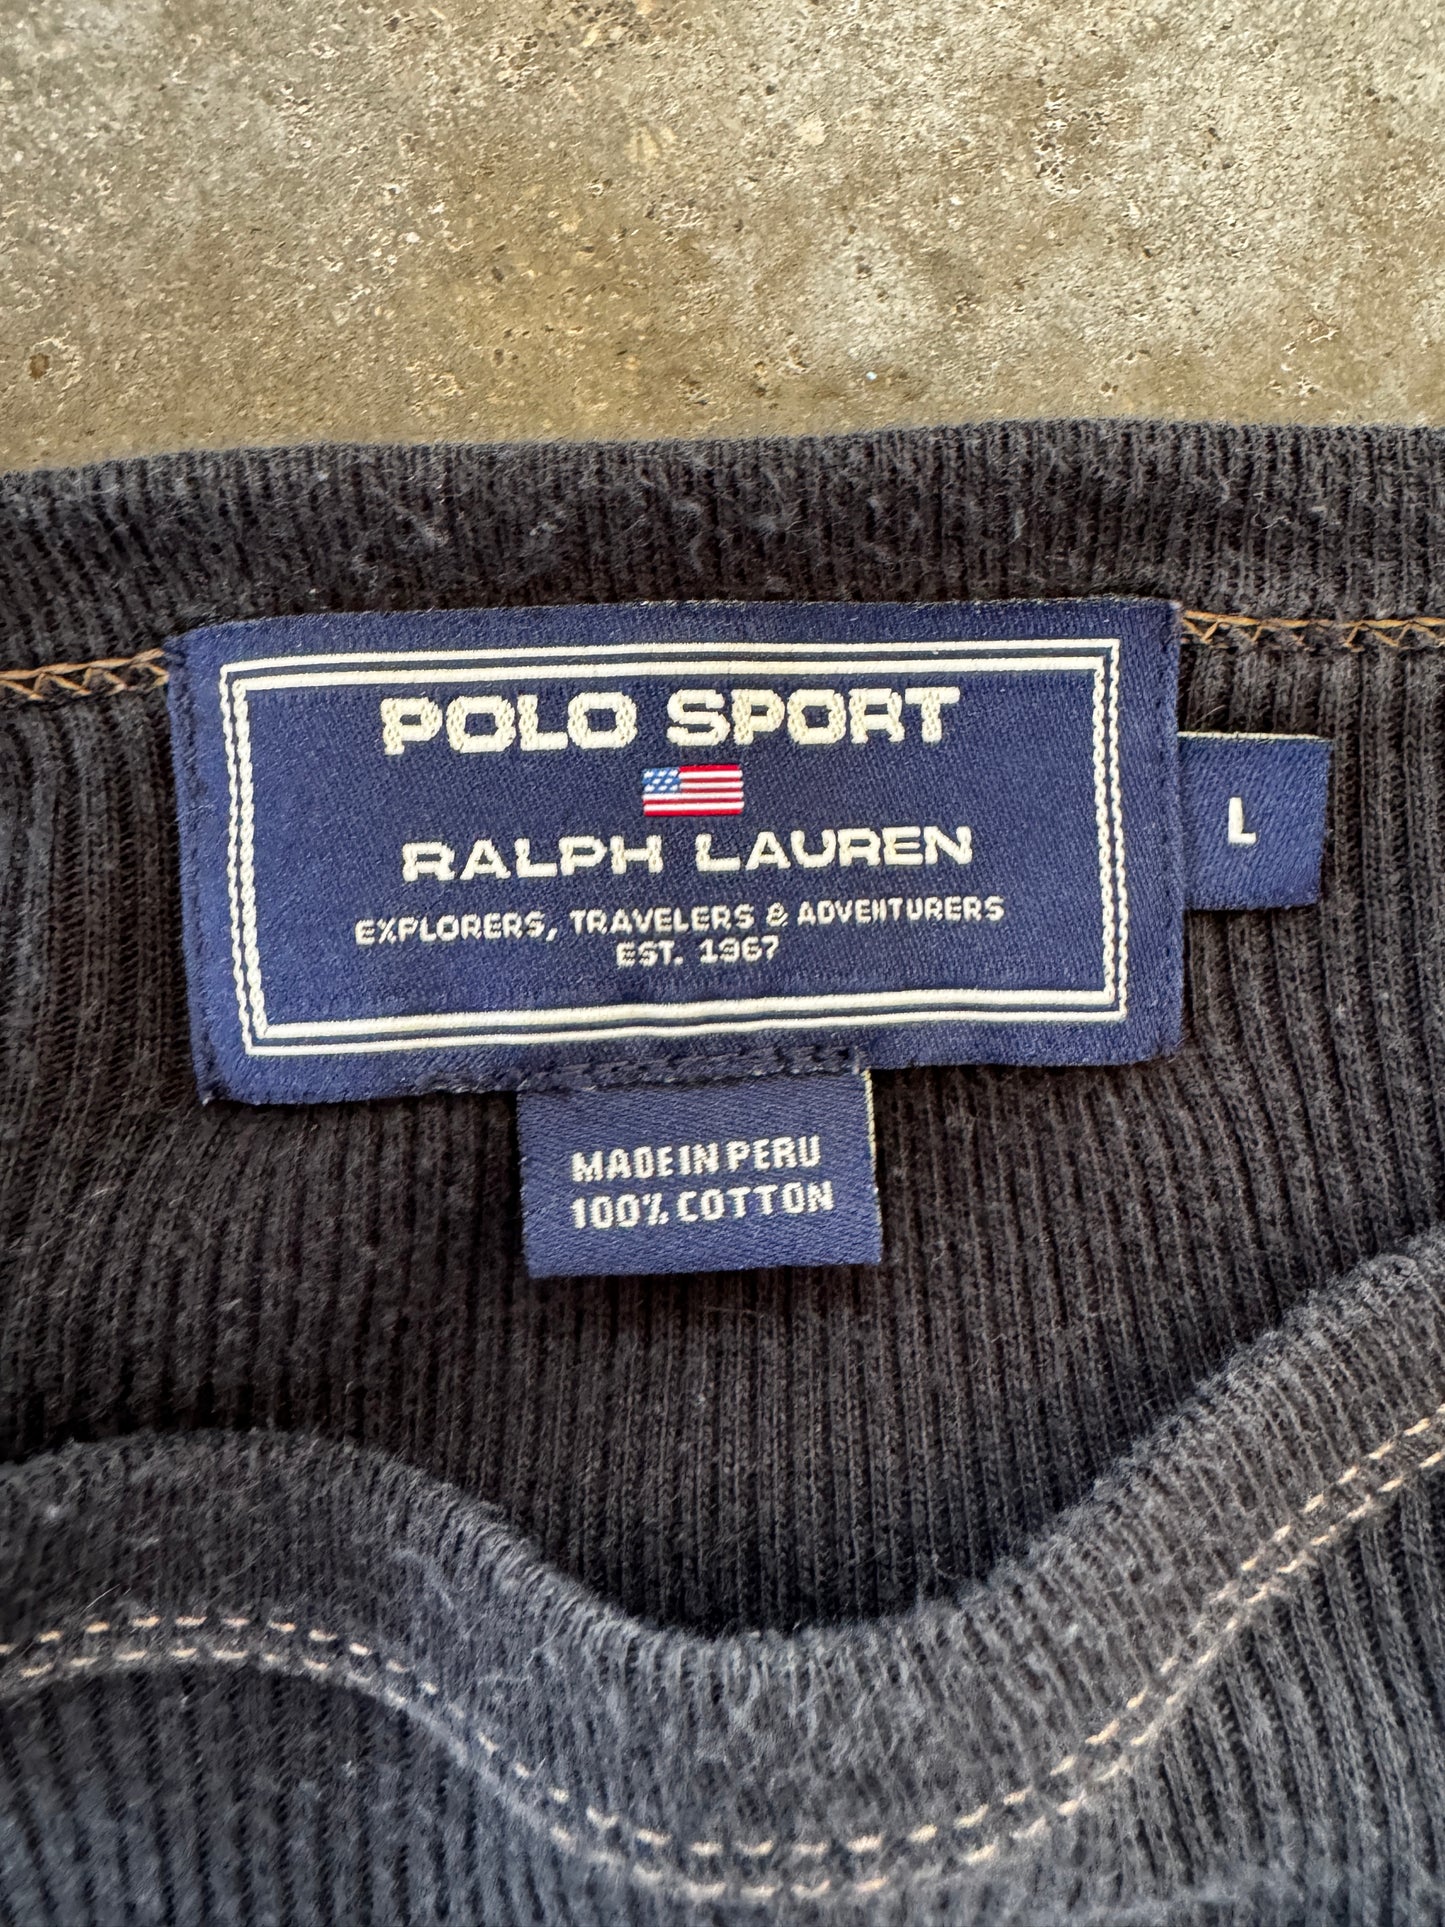 POLO SPORT
RALPH LAUREN
EXPLORERS, TRAVELERS & ADVENTURERS
EST. 1967
L
MADE IN PERU
100% COTTON